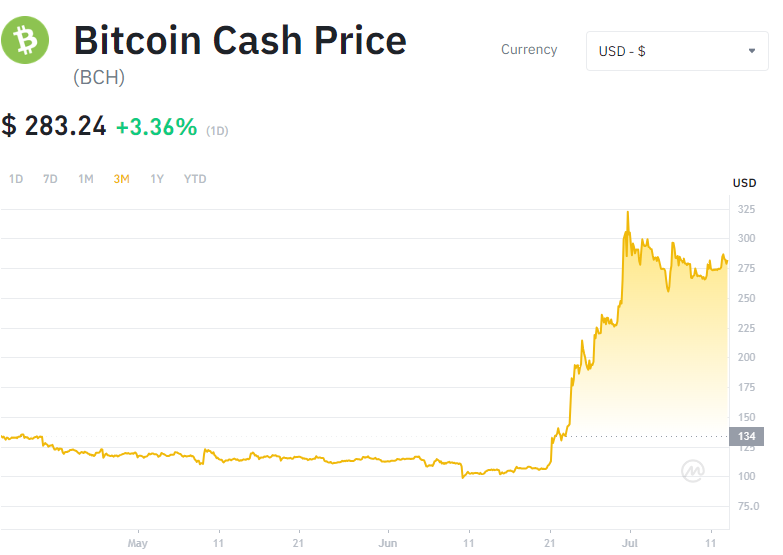 Bitcoin Cash Price
(BCH)
Currency
USD - $
$ 283.24 +3.36% (1D)
1D 7D 1M 3M 1Y YTD
USD
325
300
275
250
225
200
175
150
134
125
100
75.0
May 11 21 Jun 11 21 Jul 11